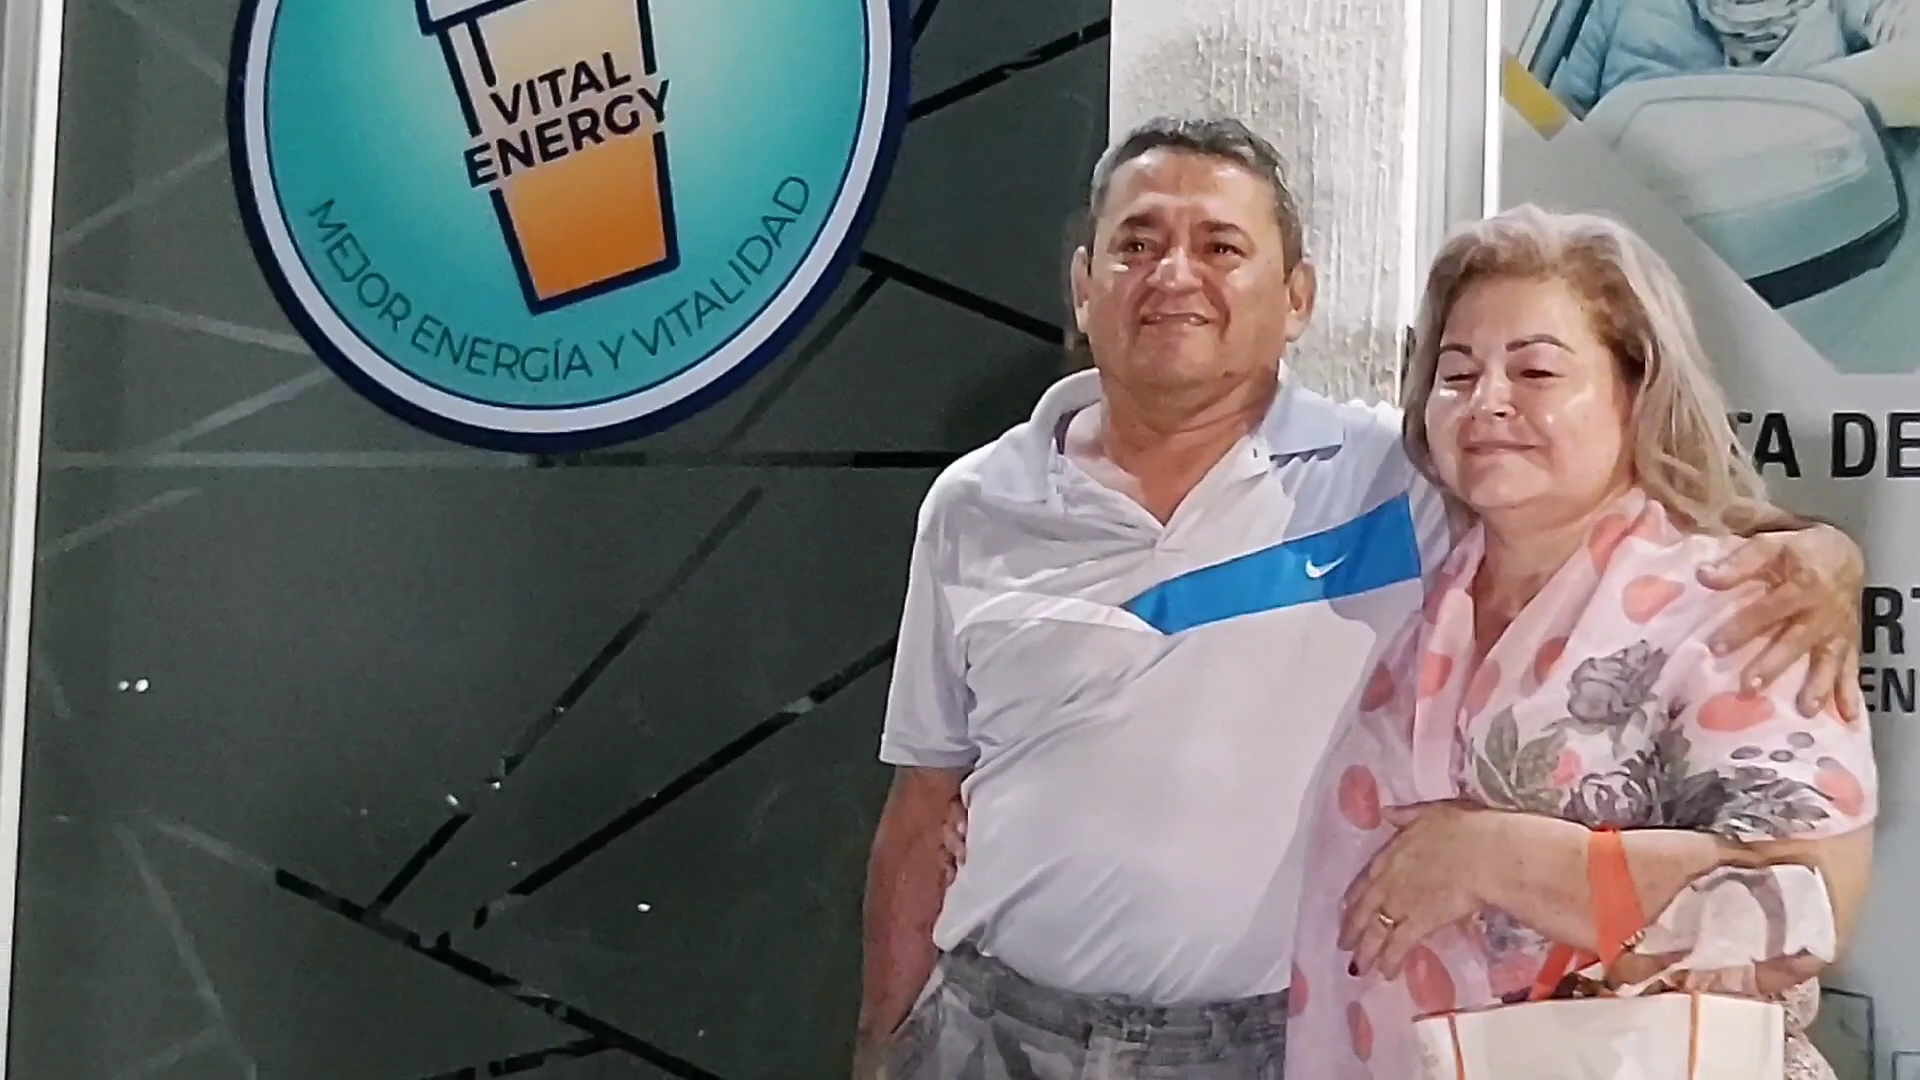 VITAL
ENERGY
MEJOR ENERGÍA Y VITALIDAD
TA DE
RT
EN